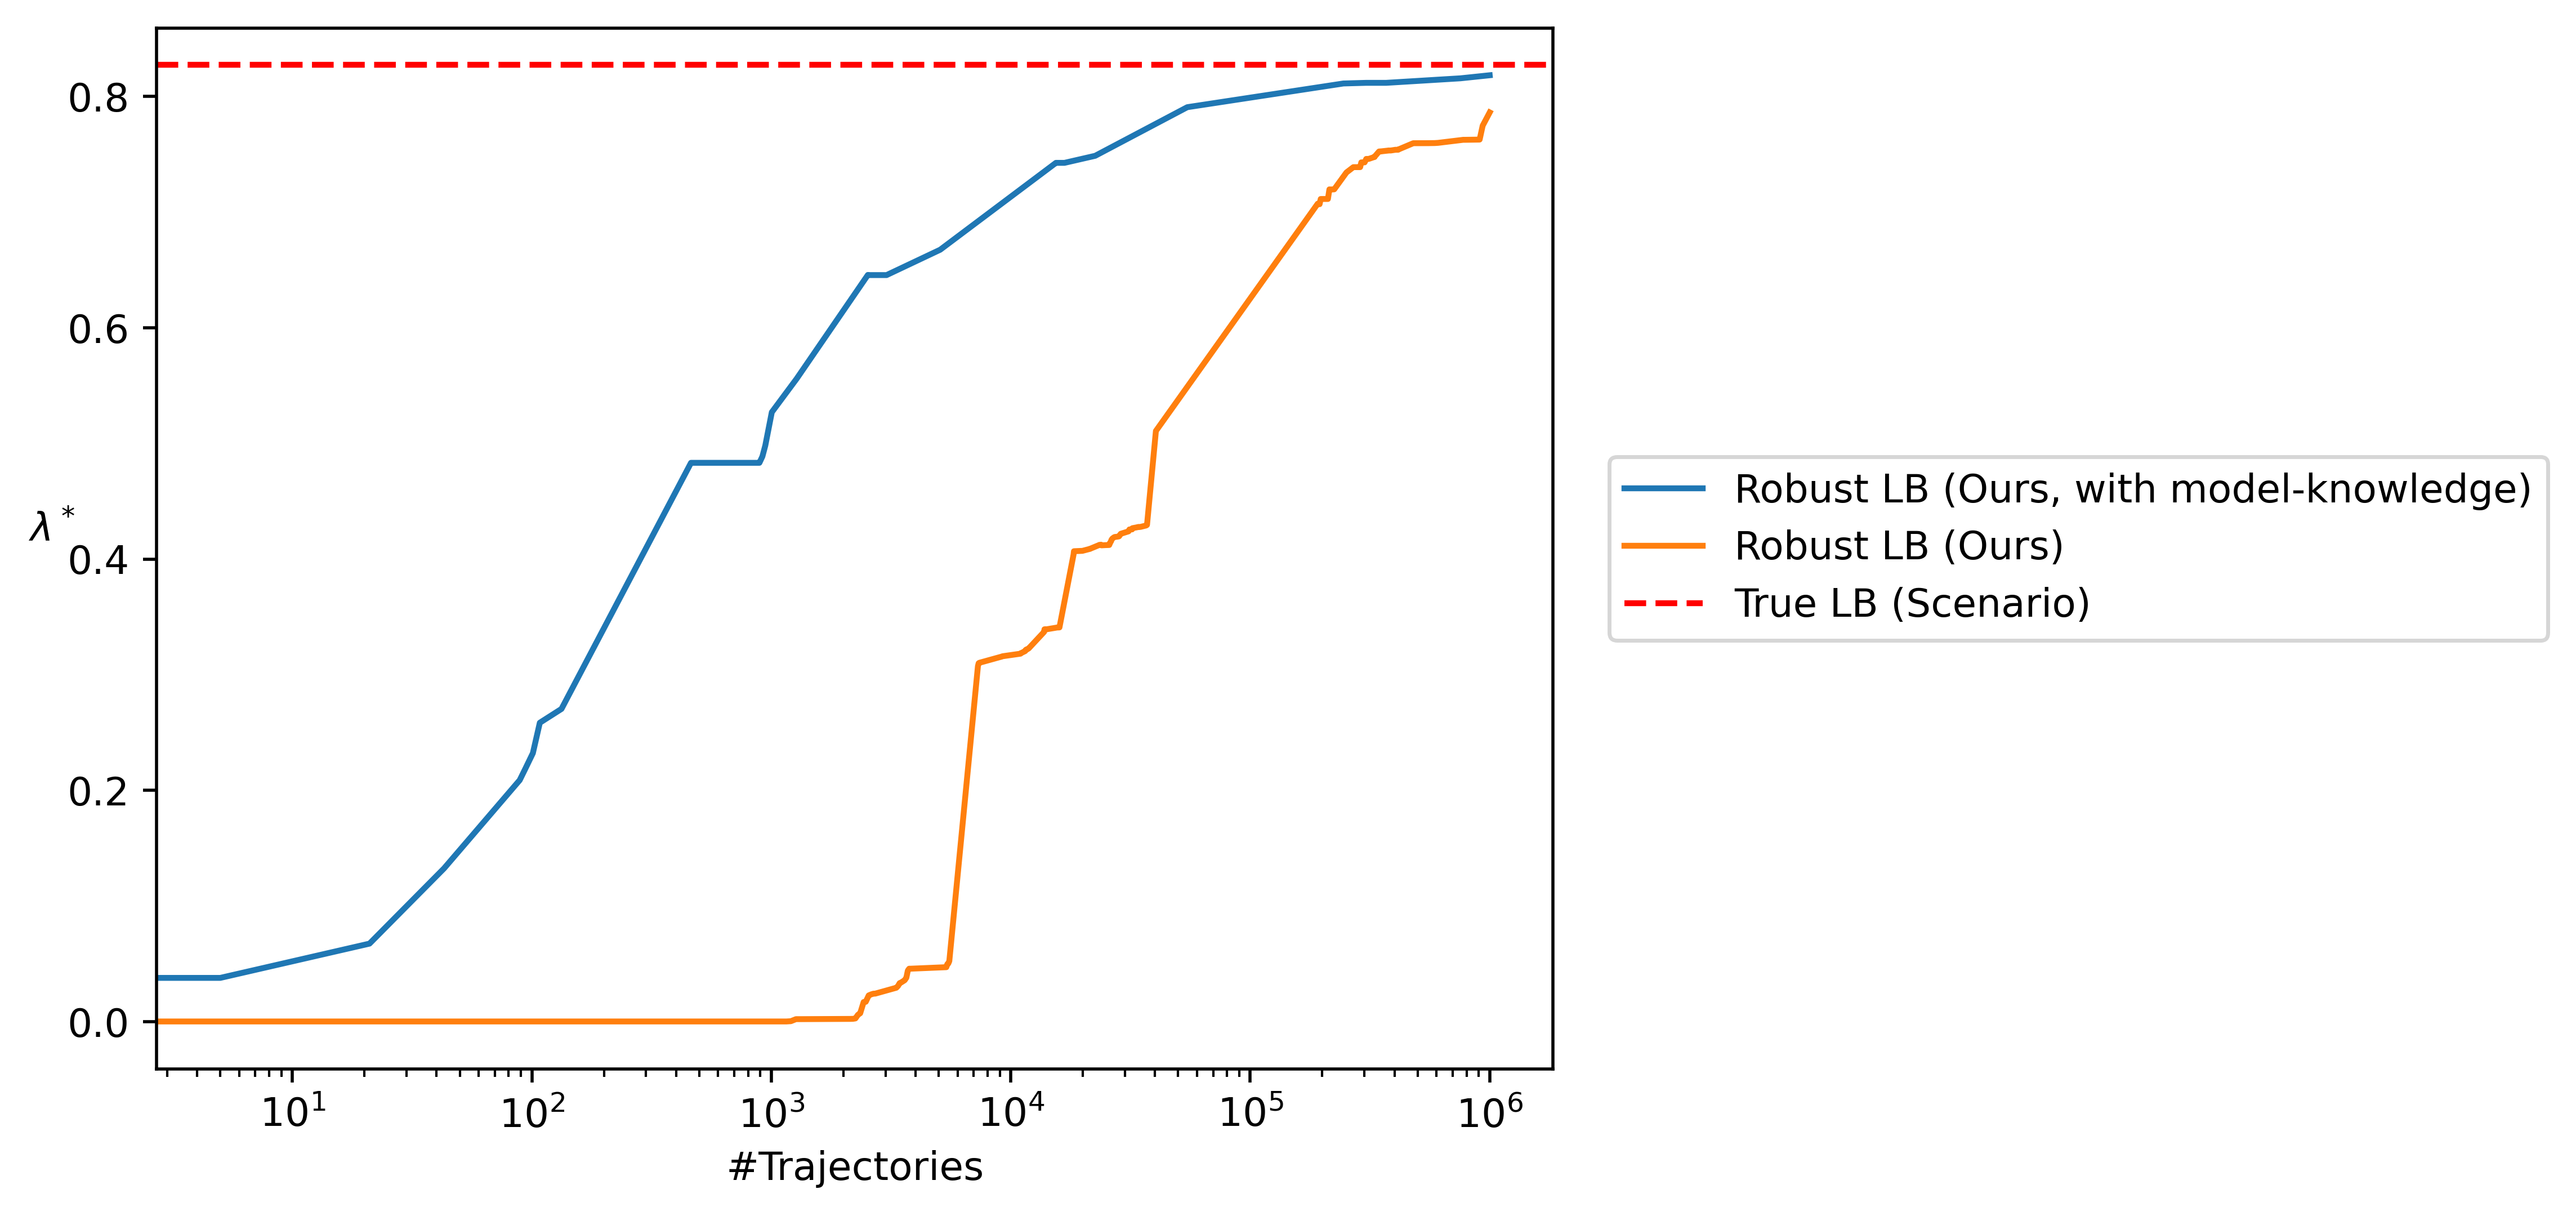 0.8
0.6
λ*
0.4
0.2
0.0
10¹ 10² 10³ 10⁴ 10⁵ 10⁶
#Trajectories
Robust LB (Ours, with model-knowledge)
Robust LB (Ours)
True LB (Scenario)